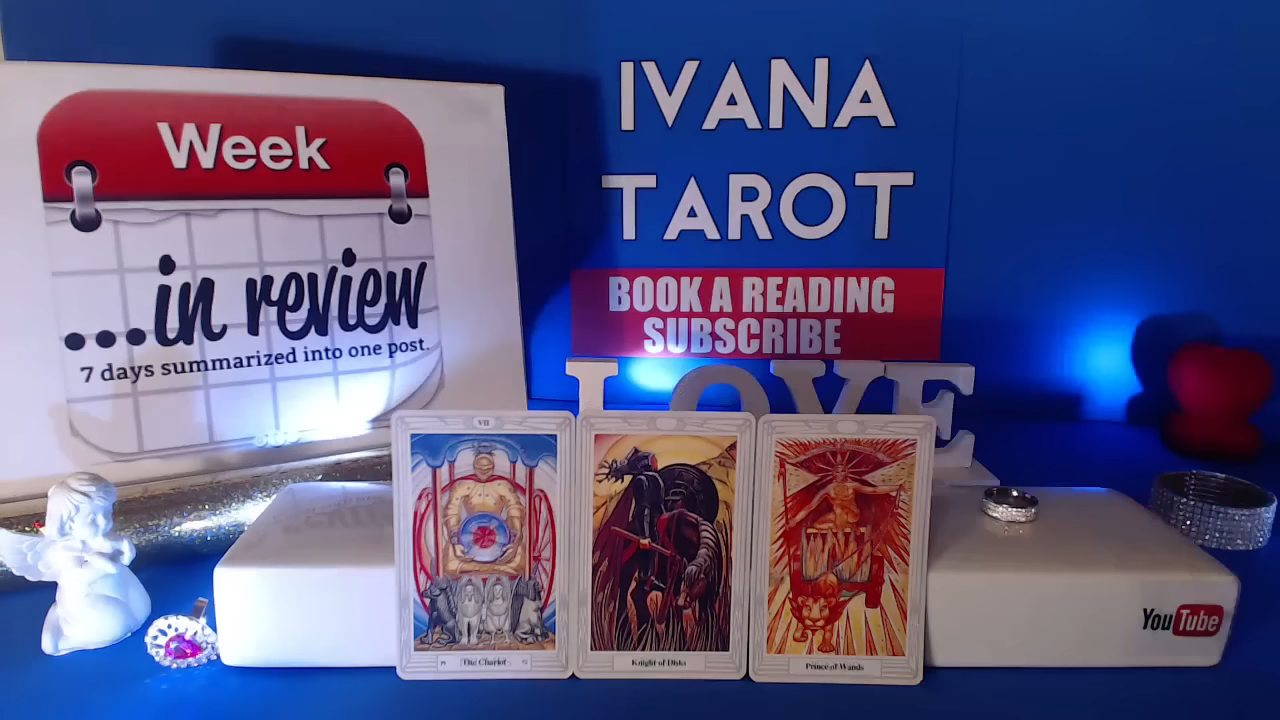 Week
...in review
7 days summarized into one post.
IVANA
TAROT
BOOK A READING
SUBSCRIBE
LOVE
VII
The Chariot
Knight of Disks
Prince of Wands
YouTube